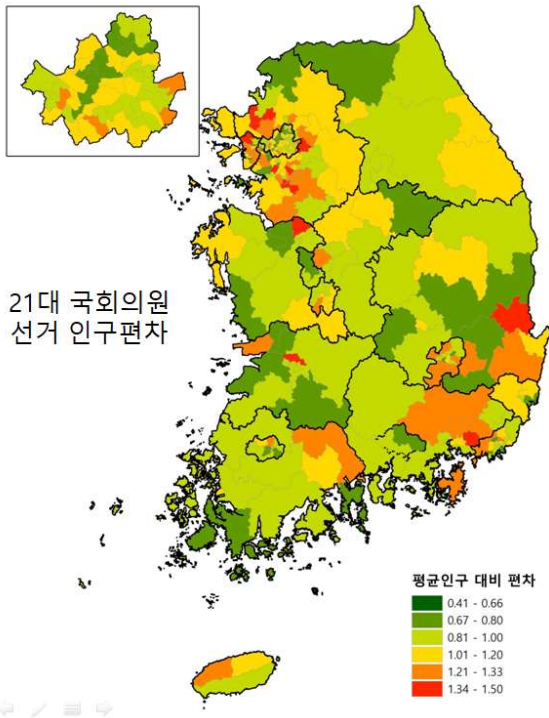 21대 국회의원
선거 인구편차
평균인구 대비 편차
0.41 - 0.66
0.67 - 0.80
0.81 - 1.00
1.01 - 1.20
1.21 - 1.33
1.34 - 1.50